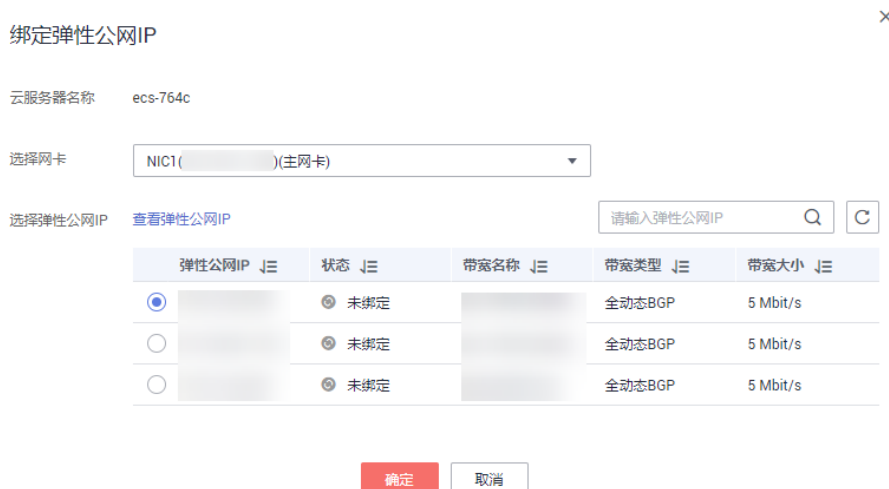 绑定弹性公网IP
云服务器名称 ecs-764c
选择网卡 NIC1( )(主网卡)
选择弹性公网IP 查看弹性公网IP 请输入弹性公网IP
弹性公网IP 状态 带宽名称 带宽类型 带宽大小
未绑定 全动态BGP 5 Mbit/s
未绑定 全动态BGP 5 Mbit/s
未绑定 全动态BGP 5 Mbit/s
确定 取消